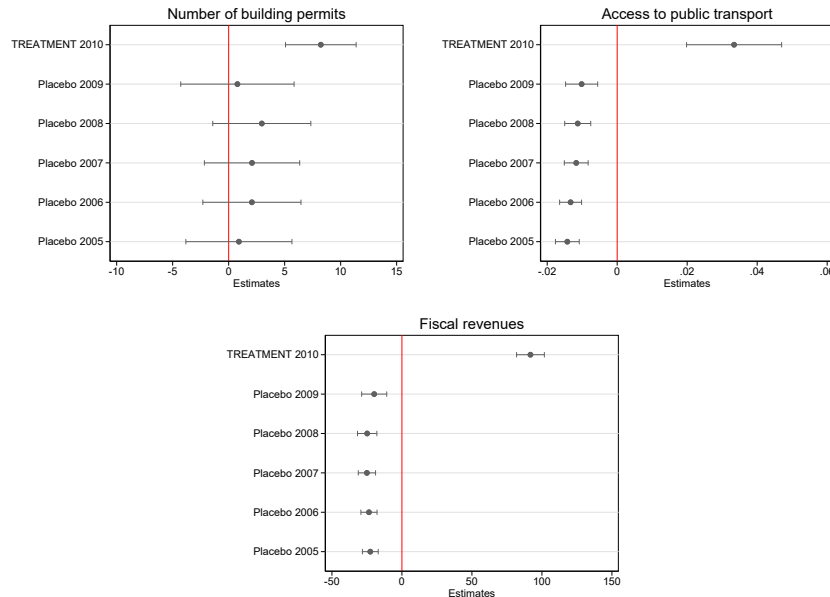 Number of building permits
TREATMENT 2010
Placebo 2009
Placebo 2008
Placebo 2007
Placebo 2006
Placebo 2005
-10 -5 0 5 10 15
Estimates
Access to public transport
TREATMENT 2010
Placebo 2009
Placebo 2008
Placebo 2007
Placebo 2006
Placebo 2005
-.02 0 .02 .04 .06
Estimates
Fiscal revenues
TREATMENT 2010
Placebo 2009
Placebo 2008
Placebo 2007
Placebo 2006
Placebo 2005
-50 0 50 100 150
Estimates